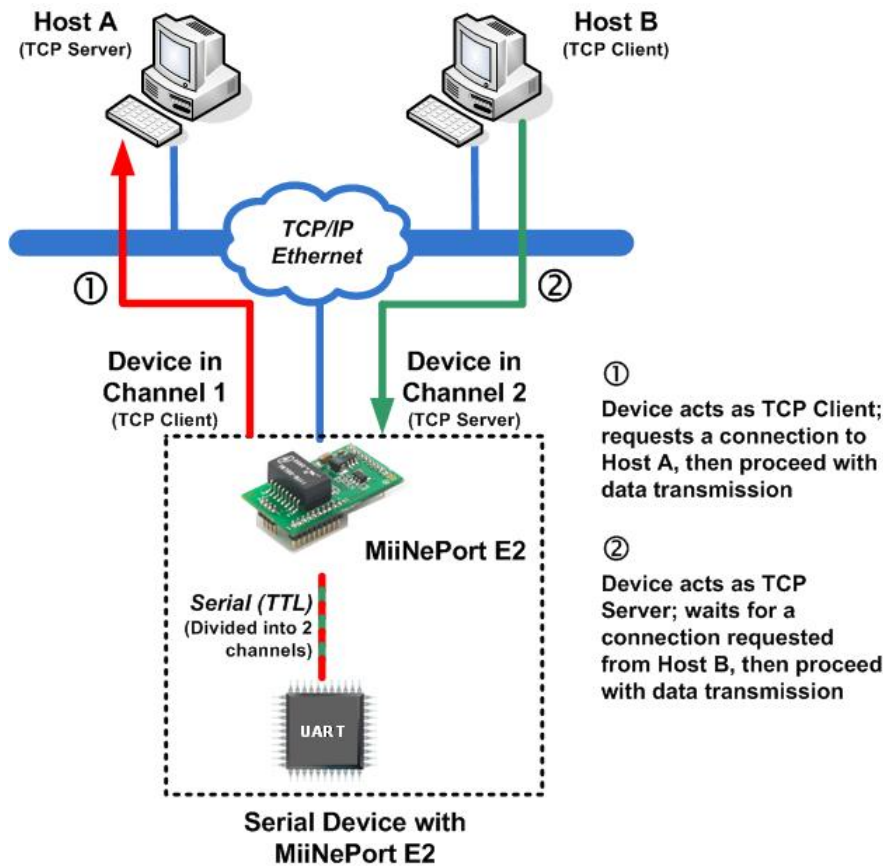 Host A
(TCP Server)
Host B
(TCP Client)
TCP/IP
Ethernet
①
②
Device in
Channel 1
(TCP Client)
Device in
Channel 2
(TCP Server)
MiiNePort E2
Serial (TTL)
(Divided into 2
channels)
UART
Serial Device with
MiiNePort E2
①
Device acts as TCP Client;
requests a connection to
Host A, then proceed with
data transmission
②
Device acts as TCP
Server; waits for a
connection requested
from Host B, then proceed
with data transmission